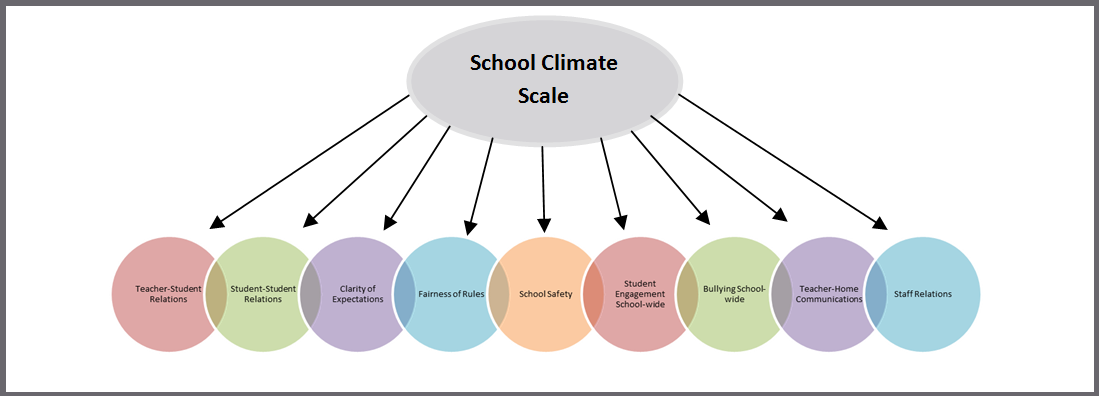 School Climate
Scale
Teacher-Student
Relations
Student-Student
Relations
Clarity of
Expectations
Fairness of Rules
School Safety
Student
Engagement
School-wide
Bullying School-
wide
Teacher-Home
Communications
Staff Relations